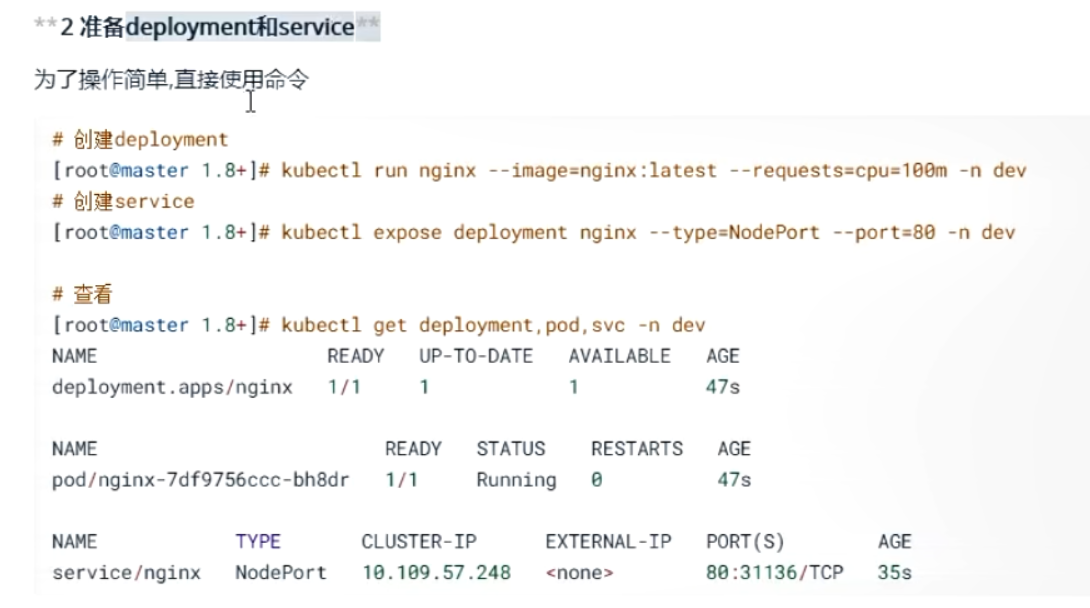 **2 准备deployment和service**
为了操作简单,直接使用命令
# 创建deployment
[root@master 1.8+]# kubectl run nginx --image=nginx:latest --requests=cpu=100m -n dev
# 创建service
[root@master 1.8+]# kubectl expose deployment nginx --type=NodePort --port=80 -n dev
# 查看
[root@master 1.8+]# kubectl get deployment,pod,svc -n dev
NAME READY UP-TO-DATE AVAILABLE AGE
deployment.apps/nginx 1/1 1 1 47s
NAME READY STATUS RESTARTS AGE
pod/nginx-7df9756ccc-bh8dr 1/1 Running 0 47s
NAME TYPE CLUSTER-IP EXTERNAL-IP PORT(S) AGE
service/nginx NodePort 10.109.57.248 <none> 80:31136/TCP 35s